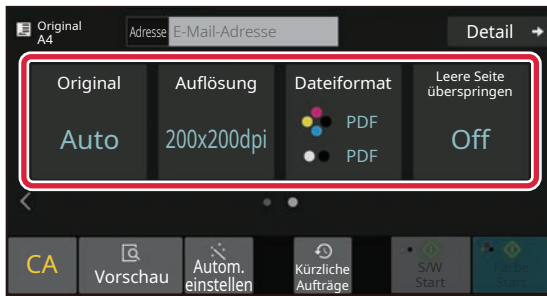 Original
A4
Adresse E-Mail-Adresse
Detail
Original
Auto
Auflösung
200x200dpi
Dateiformat
PDF
PDF
Leere Seite
überspringen
Off
CA
Vorschau
Autom.
einstellen
Kürzliche
Aufträge
S/W
Start
Farbe
Start